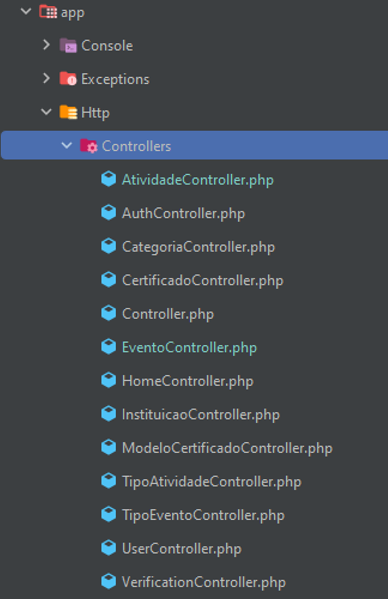 app
Console
Exceptions
Http
Controllers
AtividadeController.php
AuthController.php
CategoriaController.php
CertificadoController.php
Controller.php
EventoController.php
HomeController.php
InstituicaoController.php
ModeloCertificadoController.php
TipoAtividadeController.php
TipoEventoController.php
UserController.php
VerificationController.php